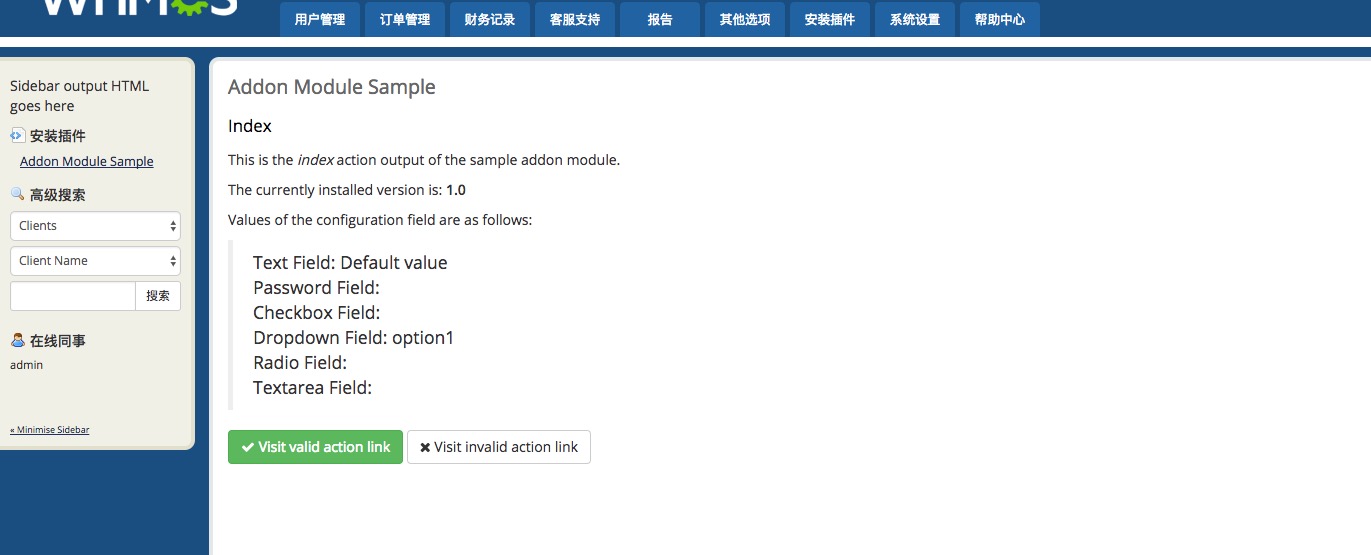 WHMCS
用户管理 订单管理 财务记录 客服支持 报告 其他选项 安装插件 系统设置 帮助中心
Sidebar output HTML
goes here
安装插件
Addon Module Sample
高级搜索
Clients
Client Name
搜索
在线同事
admin
« Minimise Sidebar
Addon Module Sample
Index
This is the index action output of the sample addon module.
The currently installed version is: 1.0
Values of the configuration field are as follows:
Text Field: Default value
Password Field:
Checkbox Field:
Dropdown Field: option1
Radio Field:
Textarea Field:
Visit valid action link
Visit invalid action link